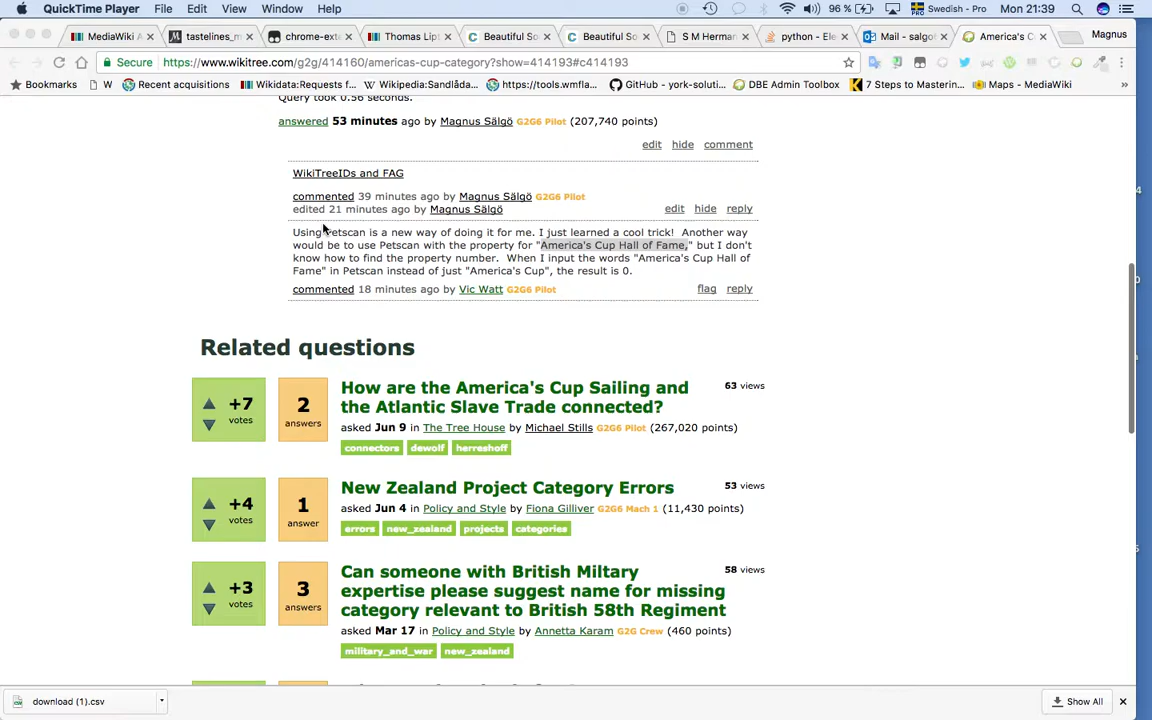 QuickTime Player File Edit View Window Help 96 % Swedish - Pro Mon 21:39
MediaWiki A tastelines_m chrome-exte Thomas Lipt Beautiful So Beautiful So S M Herman python - Ele Mail - salgot America's C Magnus
Secure https://www.wikitree.com/g2g/414160/americas-cup-category?show=414193#c414193
Bookmarks W Recent acquisitions Wikidata:Requests f... Wikipedia:Sandlåda... https://tools.wmfla... GitHub - york-soluti... DBE Admin Toolbox 7 Steps to Masterin... Maps - MediaWiki »
Query took 0.56 seconds.
answered 53 minutes ago by Magnus Sälgö G2G6 Pilot (207,740 points)
edit hide comment
WikiTreeIDs and FAG
commented 39 minutes ago by Magnus Sälgö G2G6 Pilot
edited 21 minutes ago by Magnus Sälgö
edit hide reply
Using Petscan is a new way of doing it for me. I just learned a cool trick! Another way
would be to use Petscan with the property for "America's Cup Hall of Fame," but I don't
know how to find the property number. When I input the words "America's Cup Hall of
Fame" in Petscan instead of just "America's Cup", the result is 0.
commented 18 minutes ago by Vic Watt G2G6 Pilot
flag reply
Related questions
+7
votes
2
answers
How are the America's Cup Sailing and
the Atlantic Slave Trade connected?
63 views
asked Jun 9 in The Tree House by Michael Stills G2G6 Pilot (267,020 points)
connectors dewolf herreshoff
+4
votes
1
answer
New Zealand Project Category Errors
53 views
asked Jun 4 in Policy and Style by Fiona Gilliver G2G6 Mach 1 (11,430 points)
errors new_zealand projects categories
+3
votes
3
answers
Can someone with British Miltary
expertise please suggest name for missing
category relevant to British 58th Regiment
58 views
asked Mar 17 in Policy and Style by Annetta Karam G2G Crew (460 points)
military_and_war new_zealand
download (1).csv
Show All